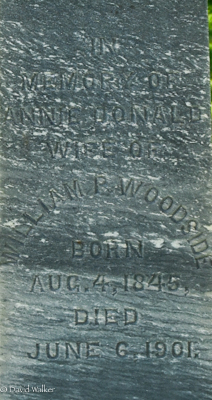 IN
MEMORY OF
ANNIE DONALD
WIFE OF
WILLIAM P. WOODSIDE
BORN
AUG. 4, 1845,
DIED
JUNE 6, 1901.
© David Walker